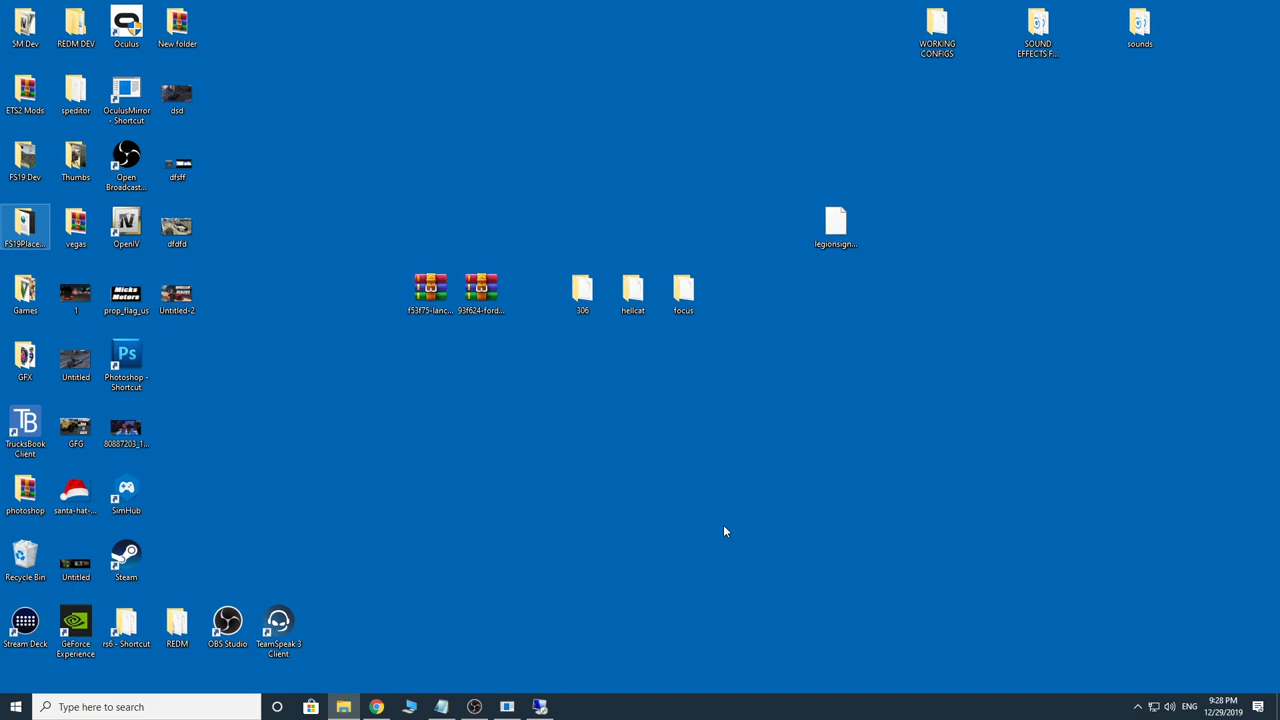 SM Dev
REDM DEV
Oculus
New folder
WORKING
CONFIGS
SOUND
EFFECTS F...
sounds
ETS2 Mods
speditor
OculusMirror
- Shortcut
dsd
FS19 Dev
Thumbs
Open
Broadcast...
dfsff
FS19Place...
vegas
OpenIV
dfdfd
legionsign...
Games
1
Micks
Motors
prop_flag_us
Untitled-2
f53f75-lanc...
93f624-ford...
306
hellcat
focus
GFX
Untitled
Ps
Photoshop -
Shortcut
TB
TrucksBook
Client
GFG
80887203_1...
photoshop
santa-hat-...
SimHub
Recycle Bin
Untitled
Steam
Stream Deck
GeForce
Experience
rs6 - Shortcut
REDM
OBS Studio
TeamSpeak 3
Client
Type here to search
ENG
9:28 PM
12/29/2019